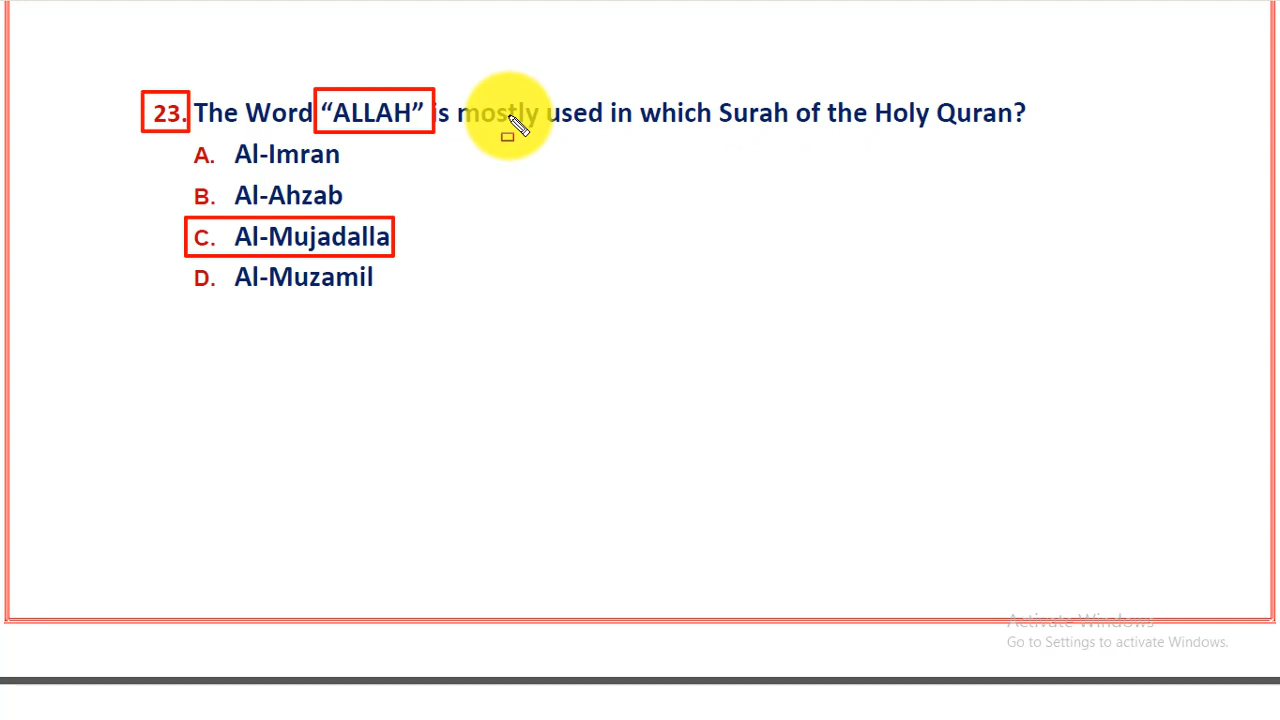 23. The Word “ALLAH” is mostly used in which Surah of the Holy Quran?
A. Al-Imran
B. Al-Ahzab
C. Al-Mujadalla
D. Al-Muzamil
Activate Windows
Go to Settings to activate Windows.